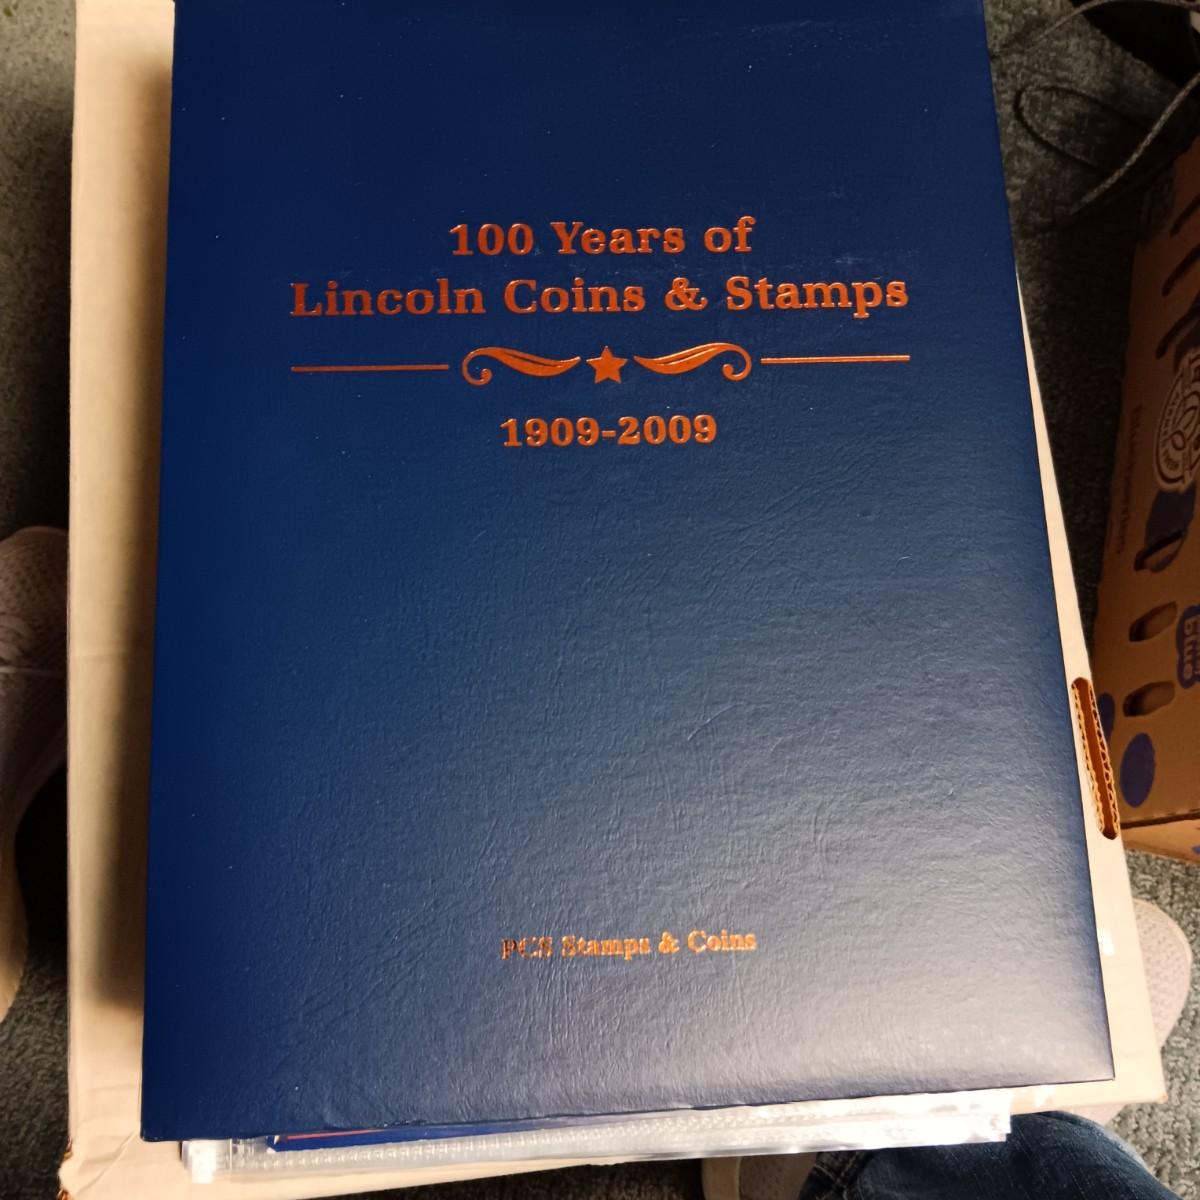 100 Years of
Lincoln Coins & Stamps
1909-2009
PCS Stamps & Coins